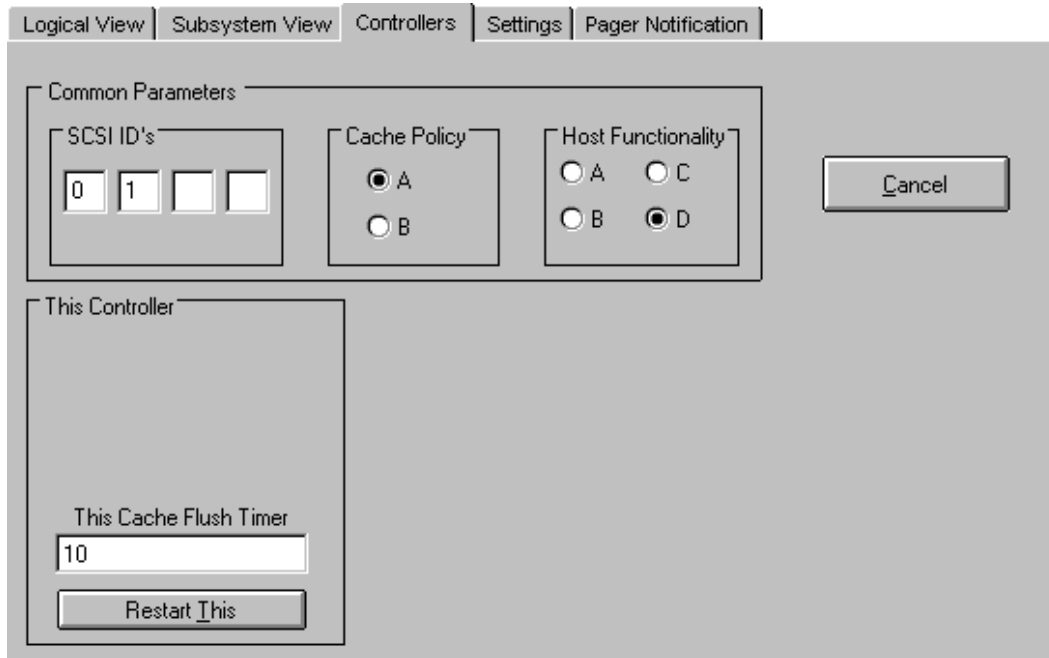 Logical View Subsystem View Controllers Settings Pager Notification
Common Parameters
SCSI ID's Cache Policy Host Functionality
0 1 A A C
B B D
Cancel
This Controller
This Cache Flush Timer
10
Restart This